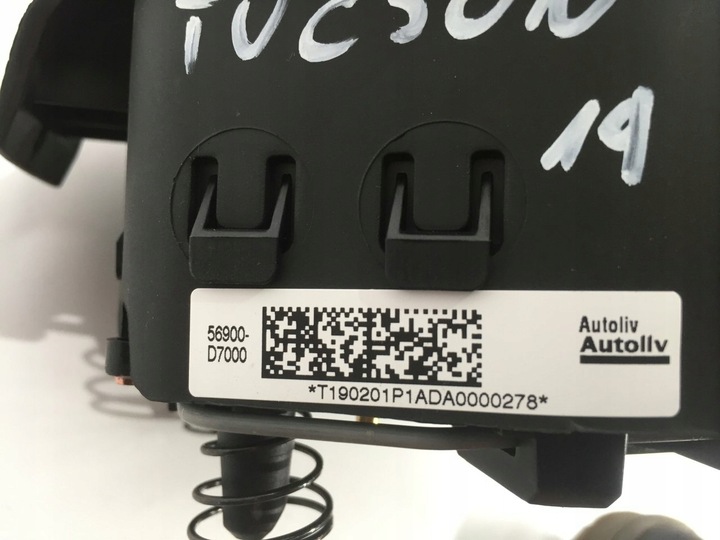 TUCSON
19
56900-
D7000
Autoliv
Autoliv
*T190201P1ADA0000278*